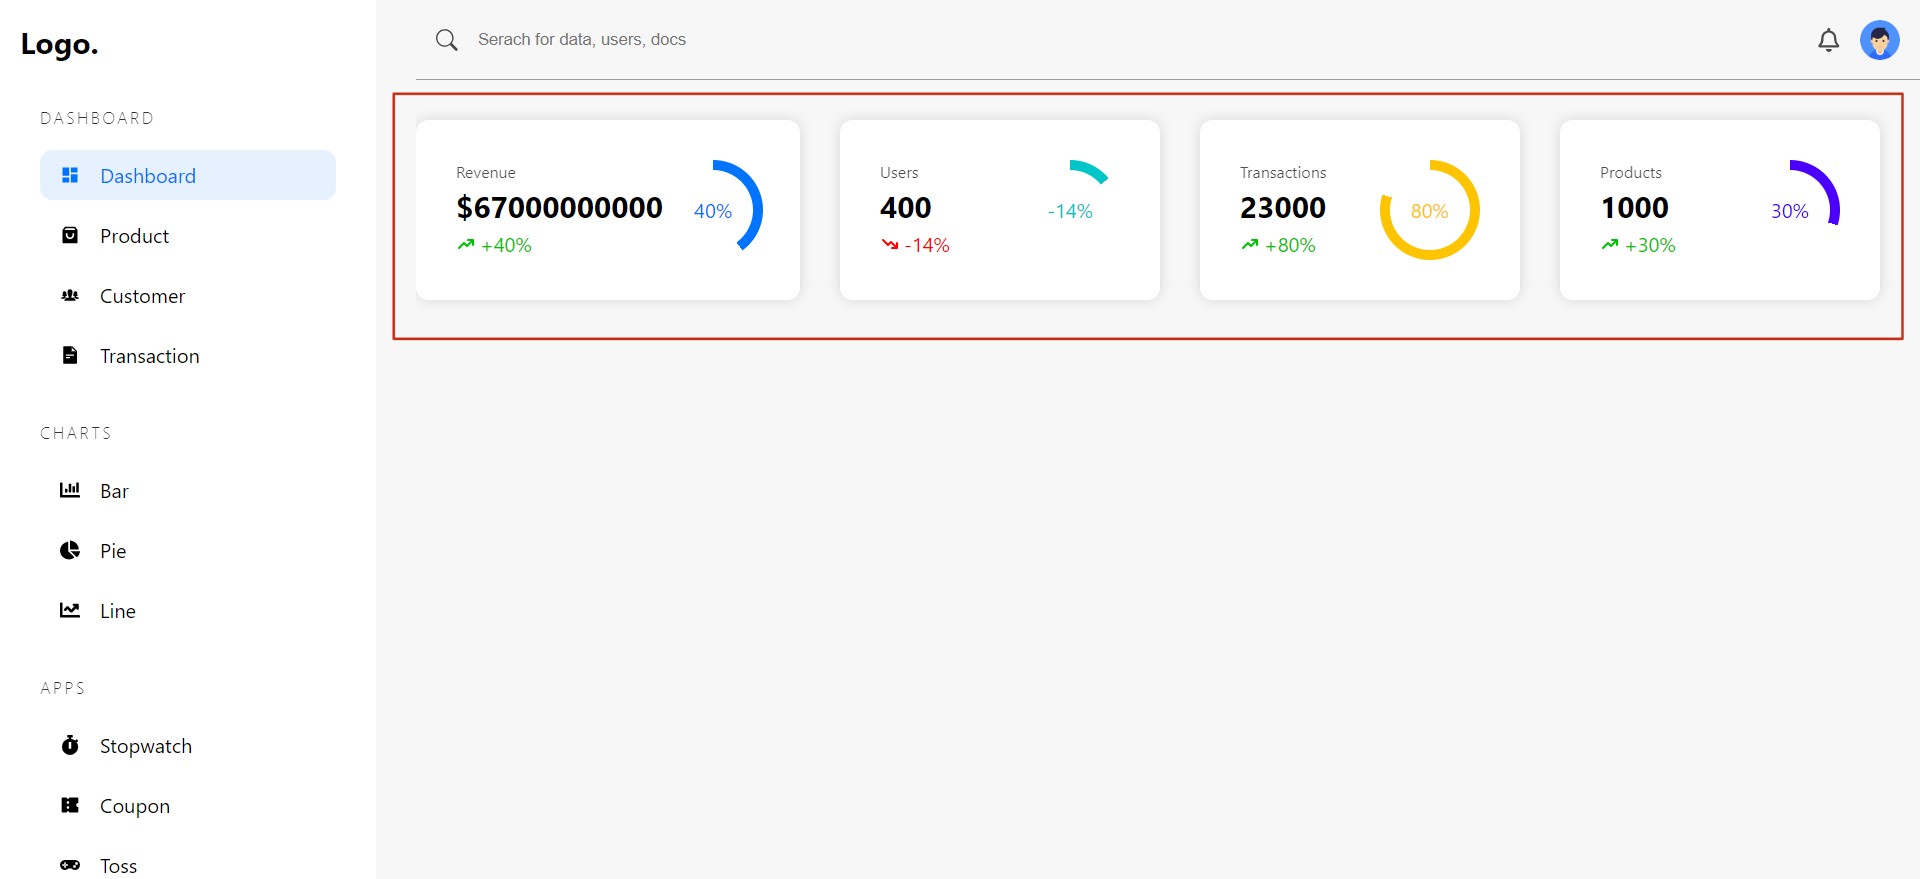 Logo.
Serach for data, users, docs
DASHBOARD
Dashboard
Product
Customer
Transaction
CHARTS
Bar
Pie
Line
APPS
Stopwatch
Coupon
Toss
Revenue
$67000000000
+40%
40%
Users
400
-14%
-14%
Transactions
23000
+80%
80%
Products
1000
+30%
30%